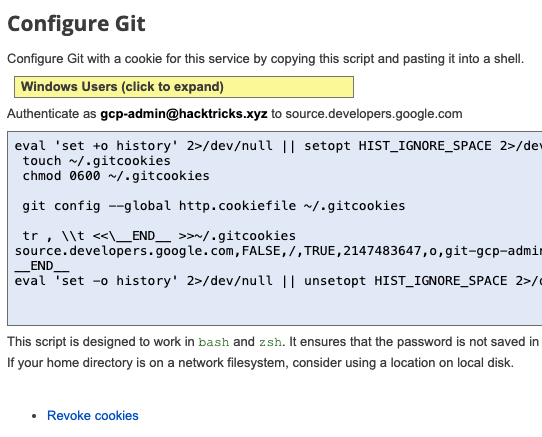 Configure Git
Configure Git with a cookie for this service by copying this script and pasting it into a shell.
Windows Users (click to expand)
Authenticate as gcp-admin@hacktricks.xyz to source.developers.google.com
eval 'set +o history' 2>/dev/null || setopt HIST_IGNORE_SPACE 2>/dev
touch ~/.gitcookies
chmod 0600 ~/.gitcookies
git config --global http.cookiefile ~/.gitcookies
tr , \\t <<\__END__ >>~/.gitcookies
source.developers.google.com,FALSE,/,TRUE,2147483647,o,git-gcp-admin
__END__
eval 'set -o history' 2>/dev/null || unsetopt HIST_IGNORE_SPACE 2>/
This script is designed to work in bash and zsh. It ensures that the password is not saved in
If your home directory is on a network filesystem, consider using a location on local disk.
Revoke cookies